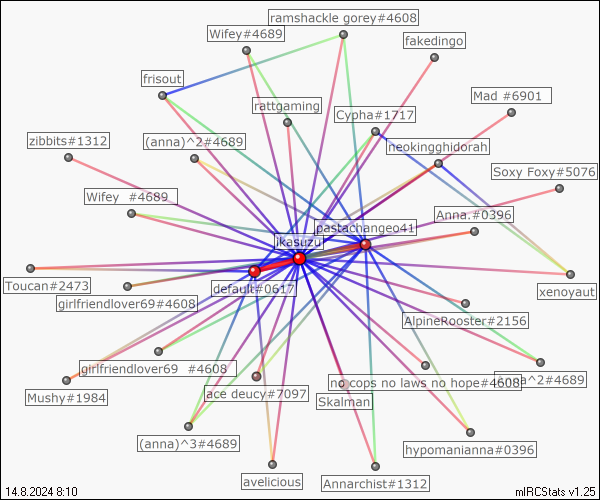 ramshackle gorey#4608
Wifey#4689
fakedingo
frisout
Mad #6901
rattgaming
Cypha#1717
zibbits#1312
(anna)^2#4689
neokingghidorah
Soxy Foxy#5076
Wifey #4689
Anna.#0396
pastachangeo41
ikasuzu
Toucan#2473
default#0617
xenoyaut
girlfriendlover69#4608
AlpineRooster#2156
girlfriendlover69 #4608
no cops no laws no hope#4608
^2#4689
Mushy#1984
ace deucy#7097
Skalman
(anna)^3#4689
hypomanianna#0396
avelicious
Annarchist#1312
14.8.2024 8:10
mIRCStats v1.25